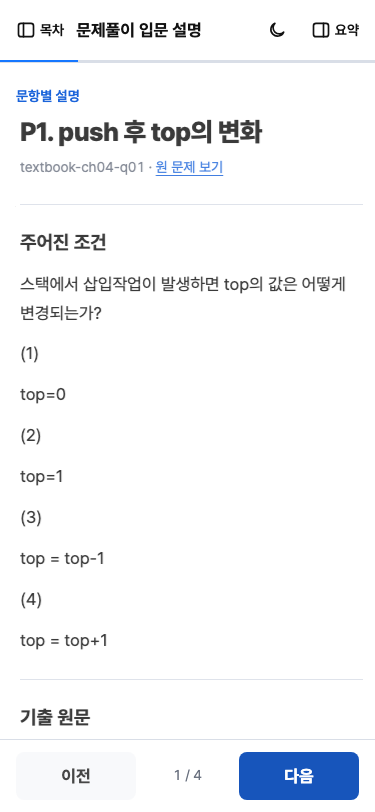 목차 문제풀이 입문 설명 요약
문항별 설명
P1. push 후 top의 변화
textbook-ch04-q01 · 원 문제 보기
주어진 조건
스택에서 삽입작업이 발생하면 top의 값은 어떻게
변경되는가?
(1)
top=0
(2)
top=1
(3)
top = top-1
(4)
top = top+1
기출 원문
이전 1 / 4 다음